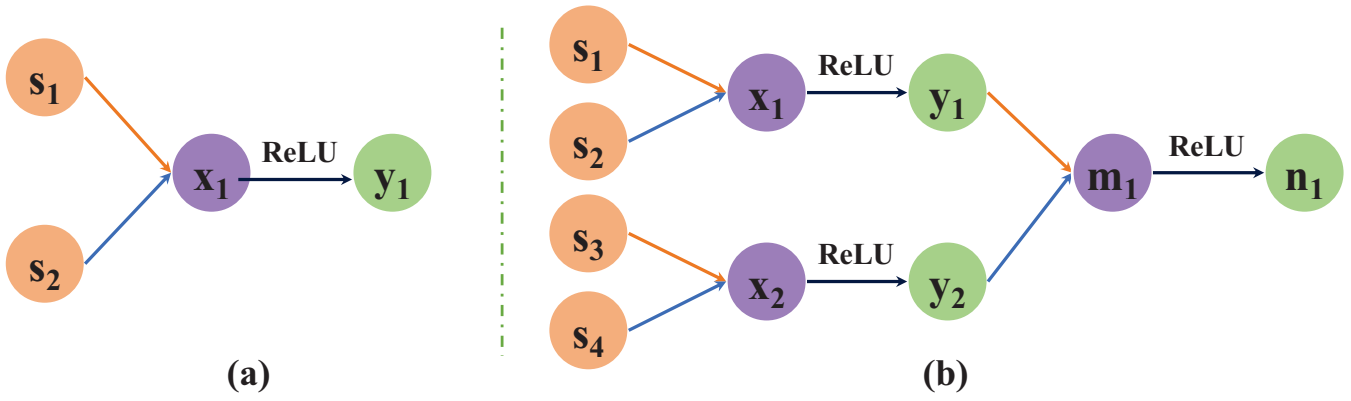 s₁
s₂
x₁
ReLU
y₁
(a)
s₁
s₂
s₃
s₄
x₁
ReLU
y₁
x₂
ReLU
y₂
m₁
ReLU
n₁
(b)